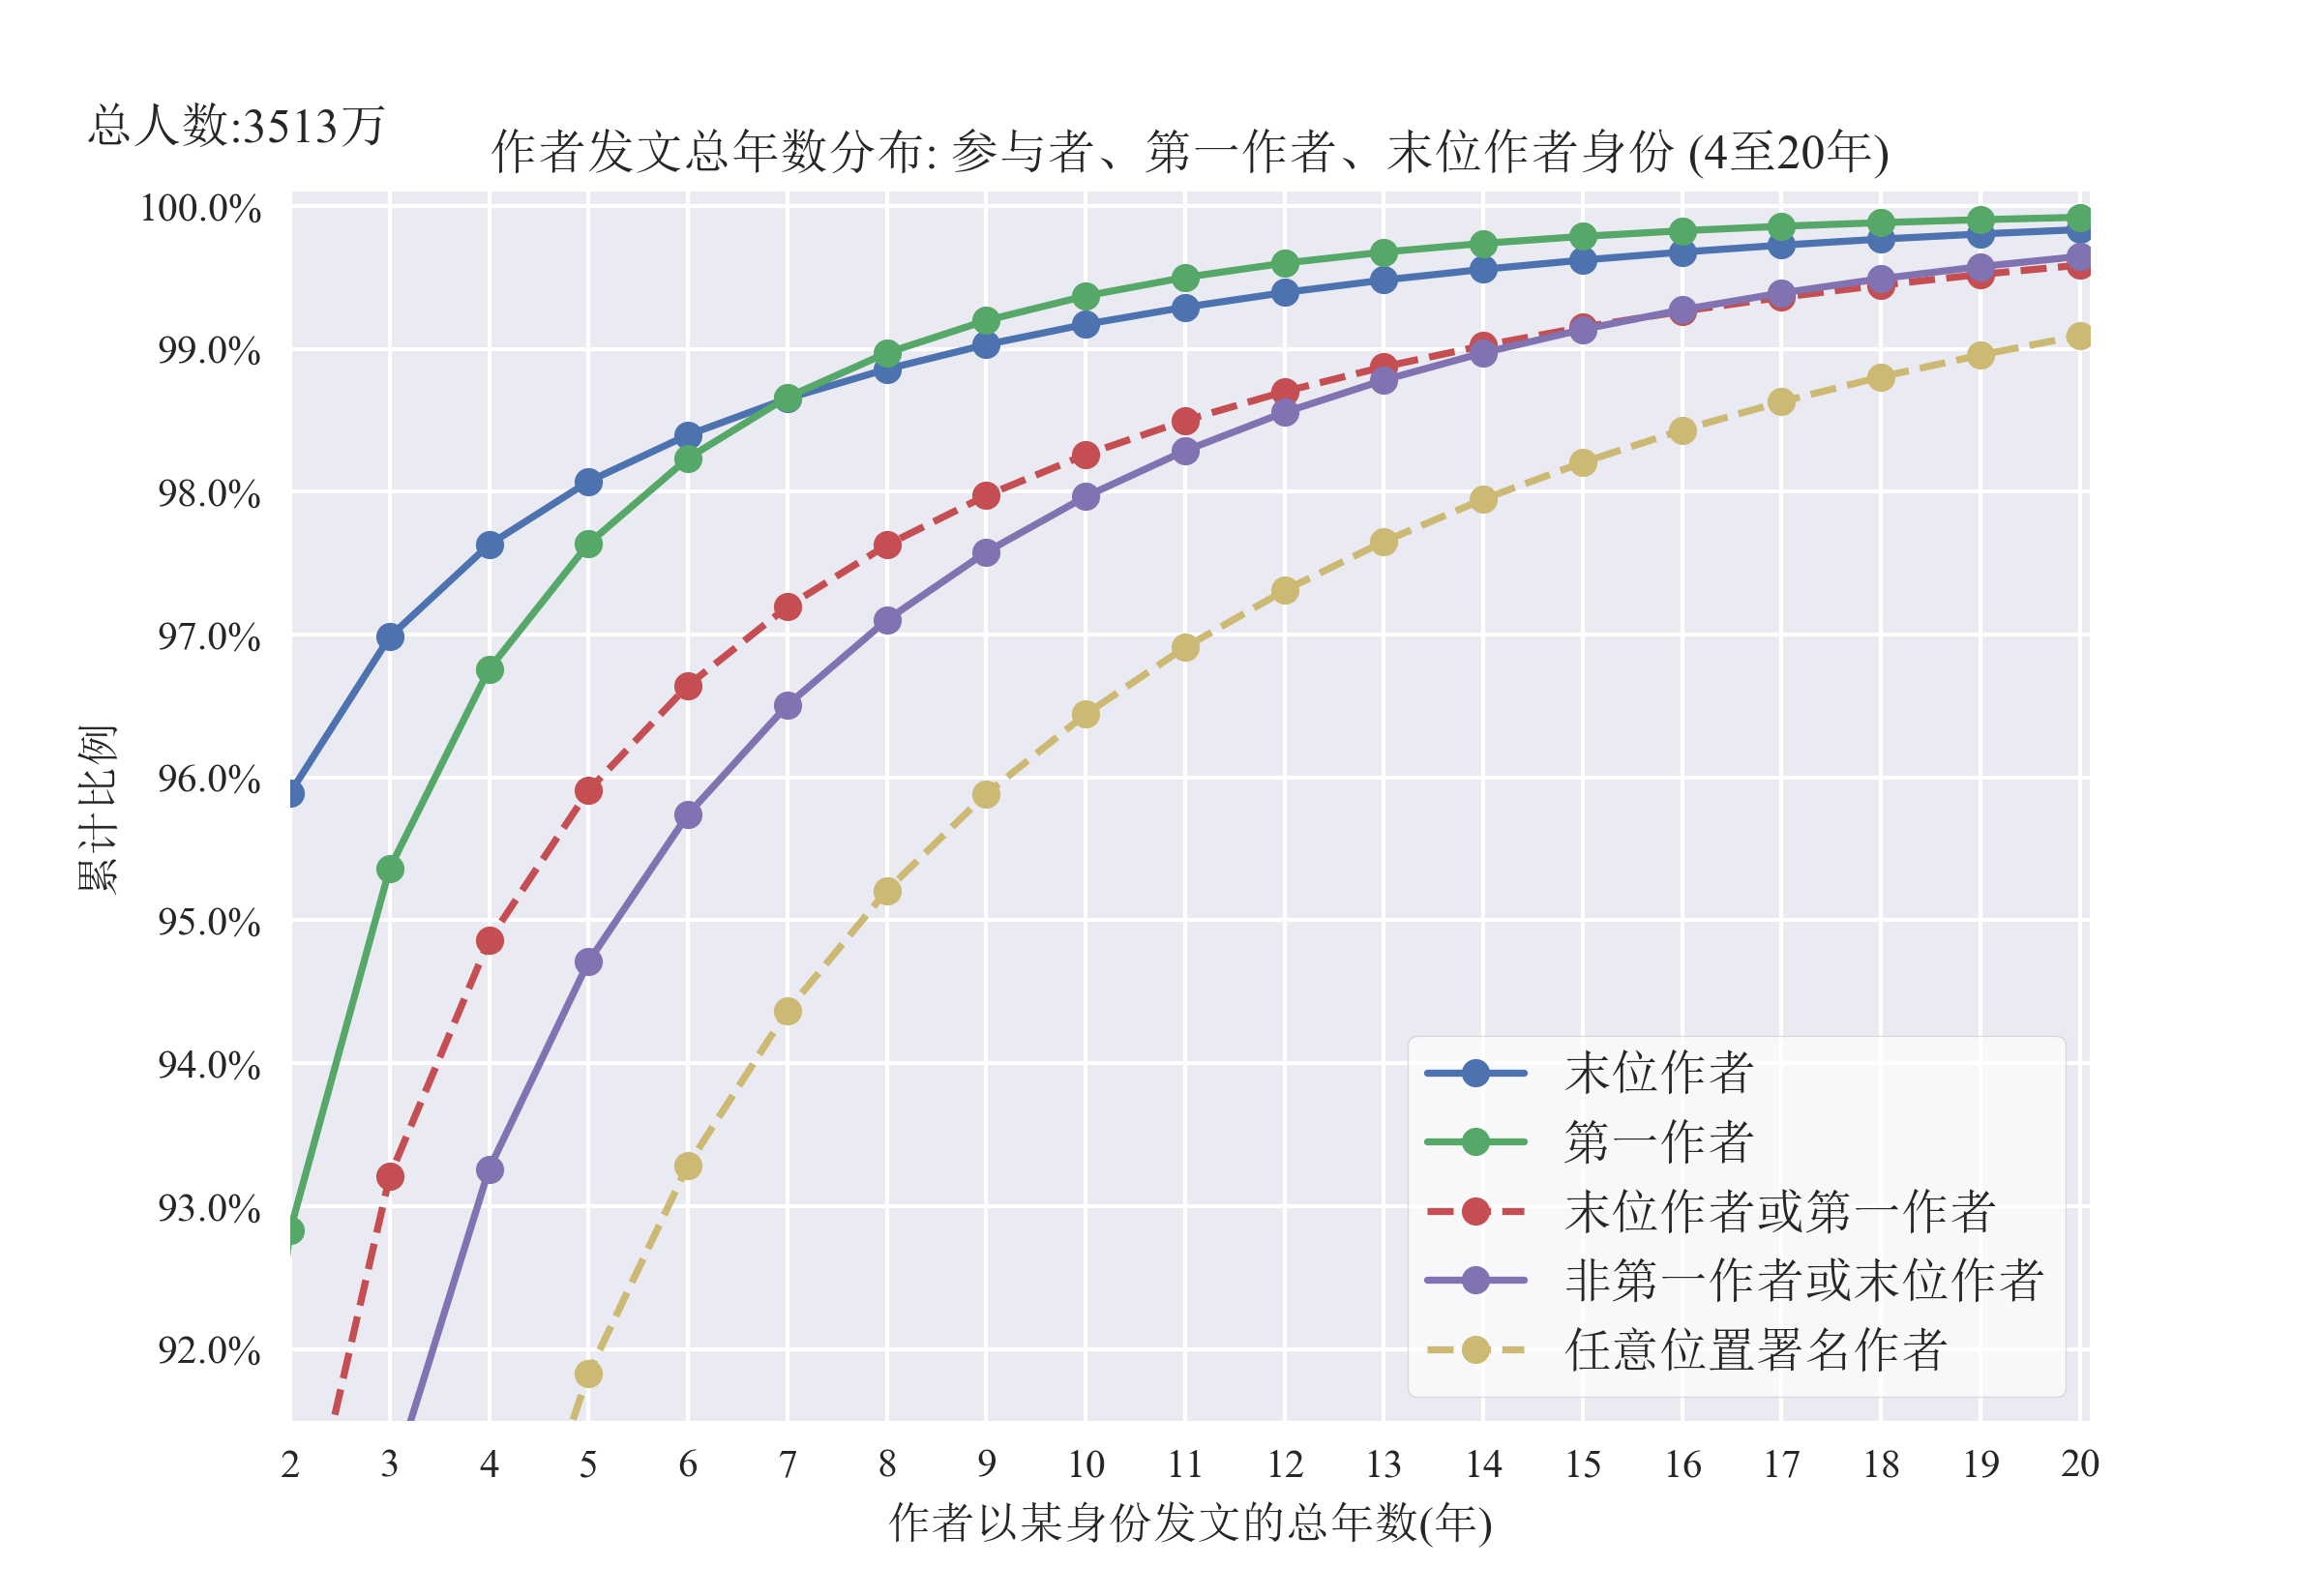 总人数:3513万
作者发文总年数分布: 参与者、第一作者、末位作者身份 (4至20年)
100.0%
99.0%
98.0%
97.0%
96.0%
95.0%
94.0%
93.0%
92.0%
累计比例
末位作者
第一作者
末位作者或第一作者
非第一作者或末位作者
任意位置署名作者
2 3 4 5 6 7 8 9 10 11 12 13 14 15 16 17 18 19 20
作者以某身份发文的总年数(年)